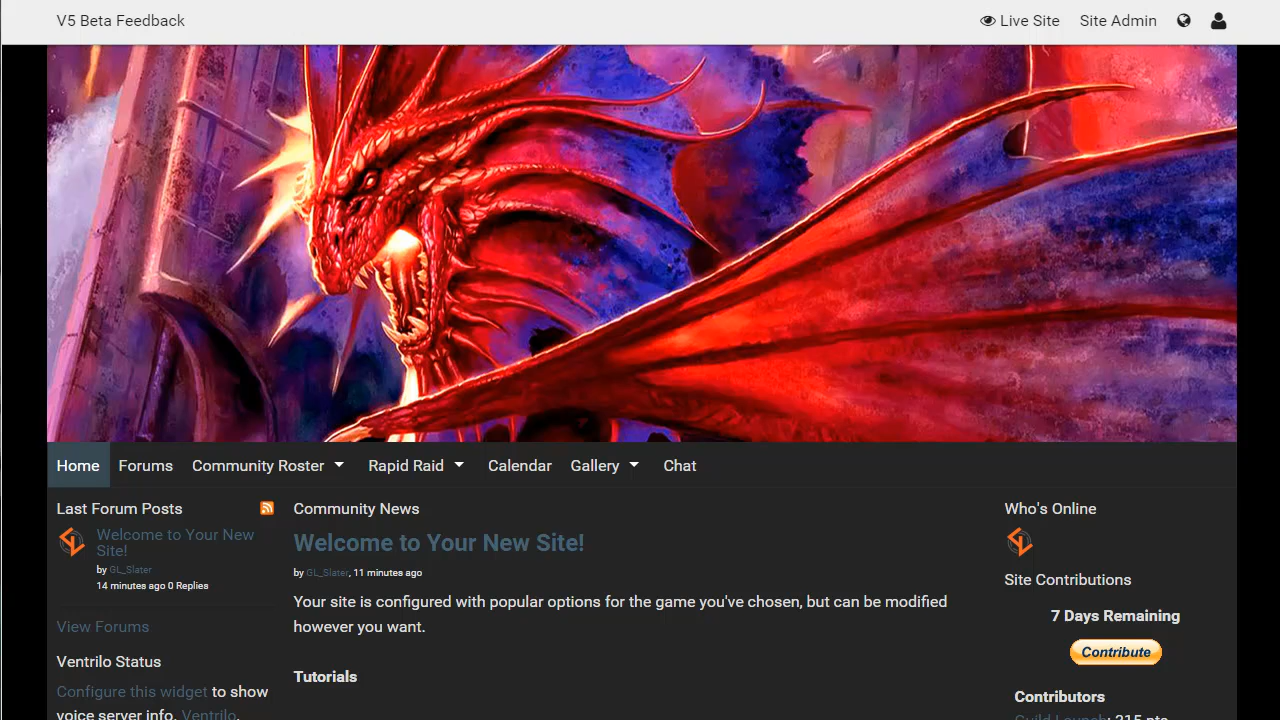 V5 Beta Feedback
Live Site Site Admin
Home Forums Community Roster Rapid Raid Calendar Gallery Chat
Last Forum Posts
Welcome to Your New
Site!
by GL_Slater
14 minutes ago 0 Replies
View Forums
Ventrilo Status
Configure this widget to show
voice server info. Ventrilo.
Community News
Welcome to Your New Site!
by GL_Slater, 11 minutes ago
Your site is configured with popular options for the game you've chosen, but can be modified
however you want.
Tutorials
Who's Online
Site Contributions
7 Days Remaining
Contribute
Contributors
Guild Launch: 215 pts